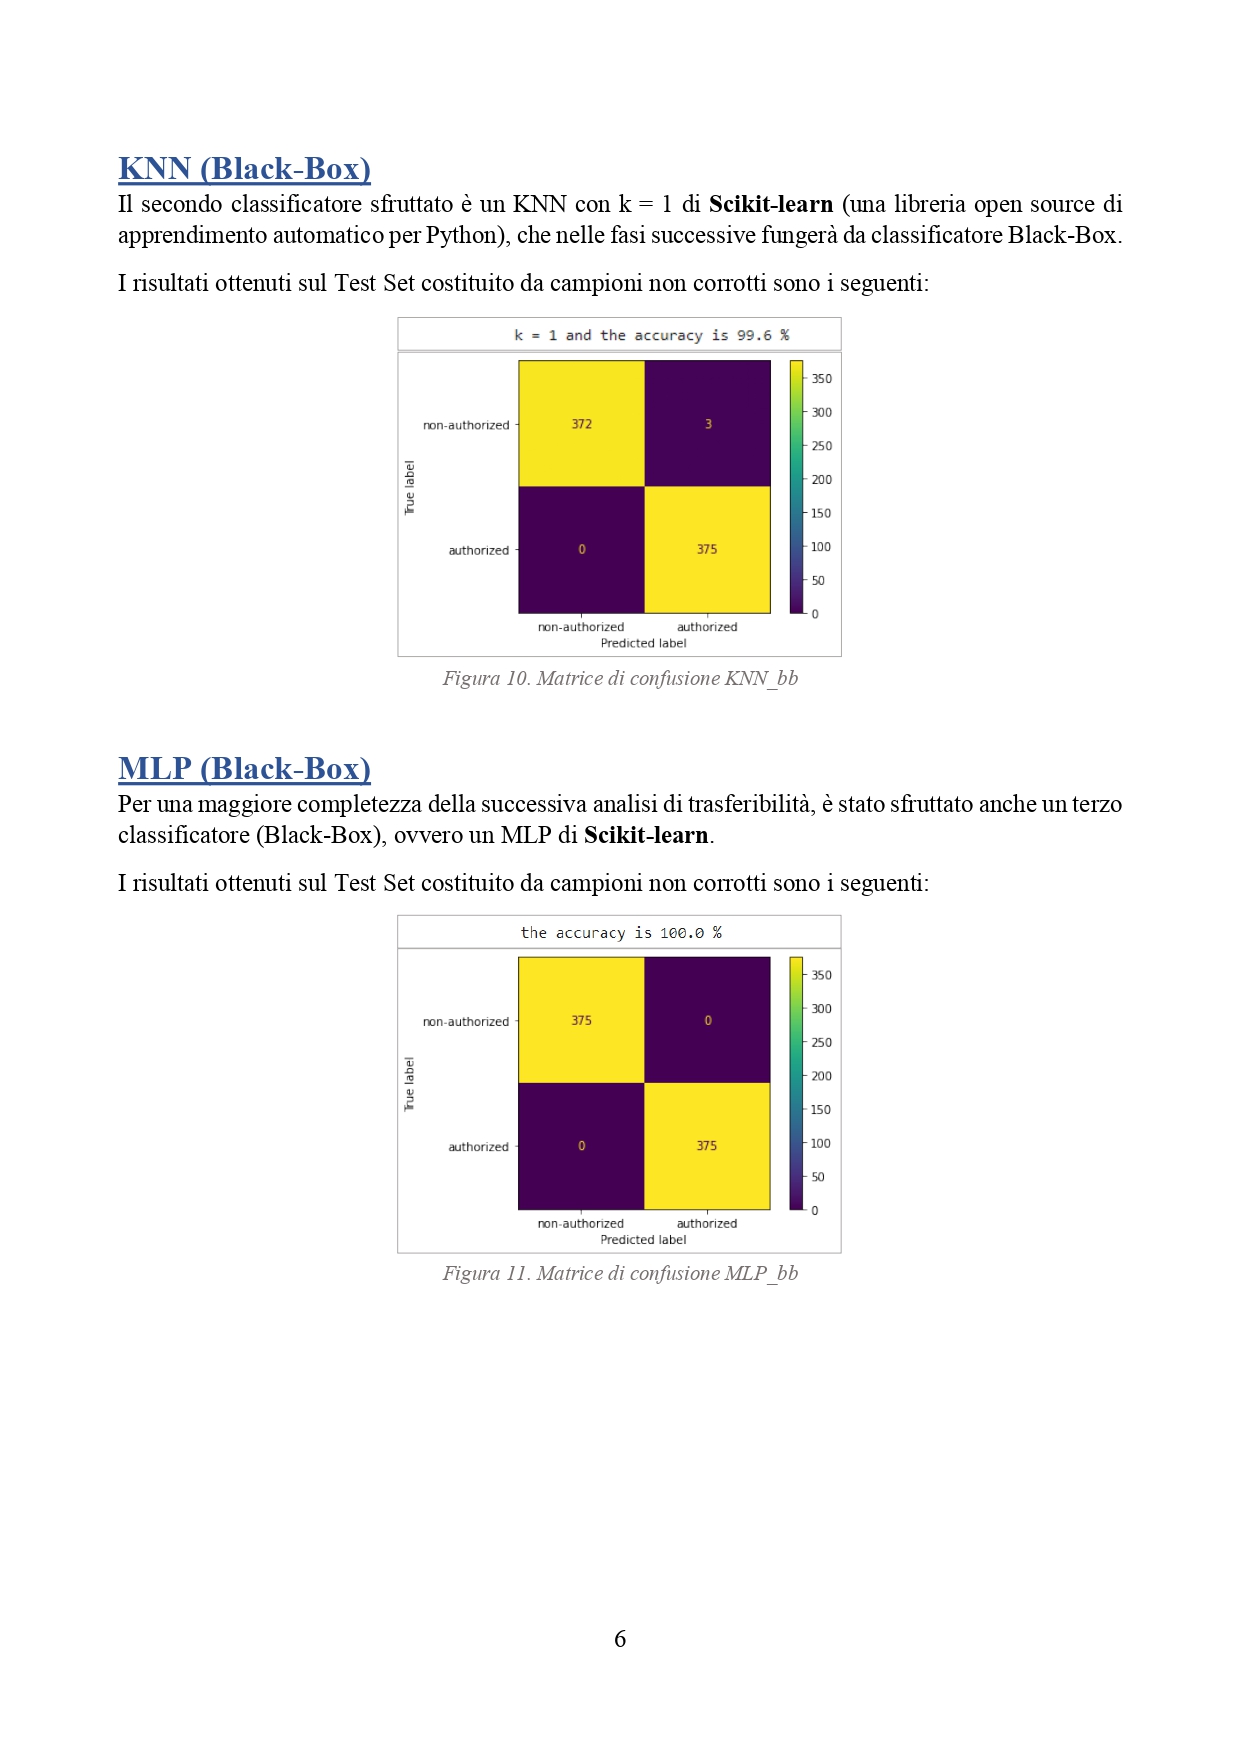 KNN (Black-Box)
Il secondo classificatore sfruttato è un KNN con k = 1 di Scikit-learn (una libreria open source di
apprendimento automatico per Python), che nelle fasi successive fungerà da classificatore Black-Box.
I risultati ottenuti sul Test Set costituito da campioni non corrotti sono i seguenti:
k = 1 and the accuracy is 99.6 %
350
300
250
200
150
100
50
0
non-authorized
372
3
True label
authorized
0
375
non-authorized
authorized
Predicted label
Figura 10. Matrice di confusione KNN_bb
MLP (Black-Box)
Per una maggiore completezza della successiva analisi di trasferibilità, è stato sfruttato anche un terzo
classificatore (Black-Box), ovvero un MLP di Scikit-learn.
I risultati ottenuti sul Test Set costituito da campioni non corrotti sono i seguenti:
the accuracy is 100.0 %
350
300
250
200
150
100
50
0
non-authorized
375
0
True label
authorized
0
375
non-authorized
authorized
Predicted label
Figura 11. Matrice di confusione MLP_bb
6